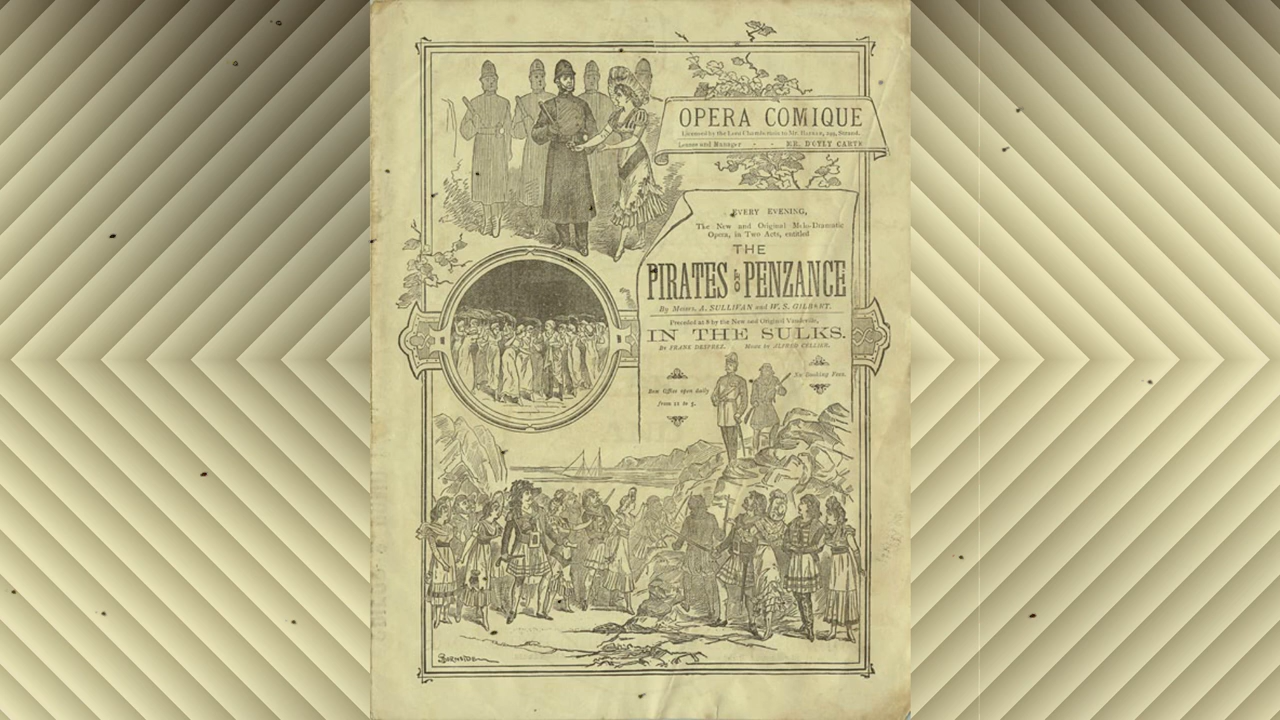 OPERA COMIQUE
Licensed by the Lord Chamberlain to Mr. 299, Strand.
Lessee and Manager - - MR. D'OYLY CARTE
EVERY EVENING,
The New and Original Melo-Dramatic
Opera, in Two Acts, entitled
THE
PIRATES OF PENZANCE
By Messrs. A. SULLIVAN and W. S. GILBERT.
Preceded at 8 by the New and Original Vaudeville,
IN THE SULKS.
By FRANK DESPREZ. Music by ALFRED CELLIER.
No Booking Fees.
Box Office open daily
from 11 to 5.